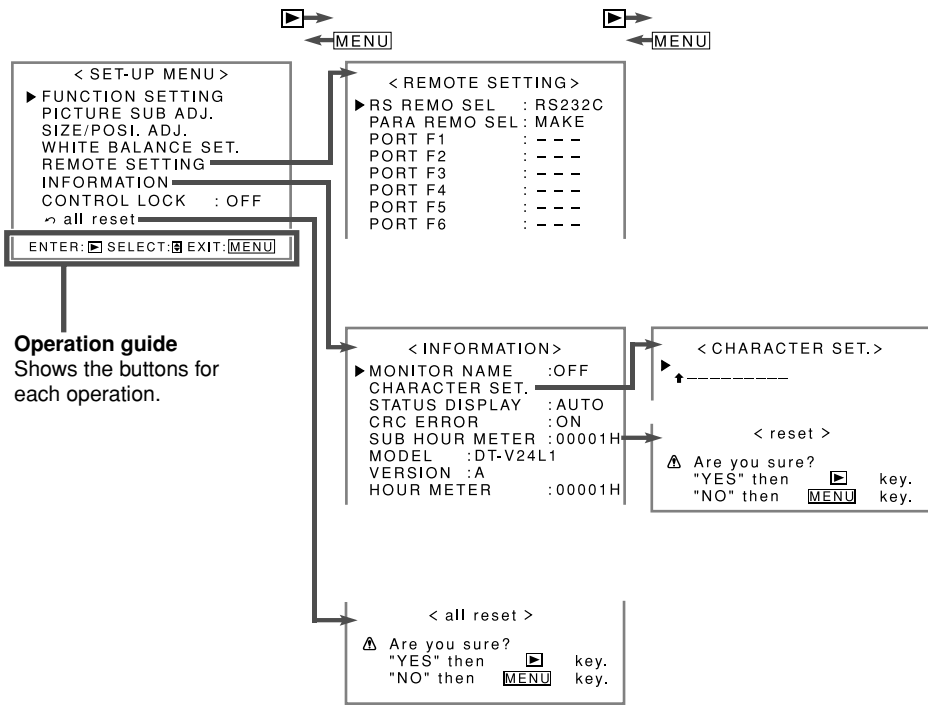 ▶ →
← MENU
▶ →
← MENU
< SET-UP MENU >
▶ FUNCTION SETTING
PICTURE SUB ADJ.
SIZE/POSI. ADJ.
WHITE BALANCE SET.
REMOTE SETTING
INFORMATION
CONTROL LOCK : OFF
↶ all reset
ENTER: ▶ SELECT: ⬍ EXIT: MENU
Operation guide
Shows the buttons for
each operation.
< REMOTE SETTING >
▶ RS REMO SEL : RS232C
PARA REMO SEL : MAKE
PORT F1 : – – –
PORT F2 : – – –
PORT F3 : – – –
PORT F4 : – – –
PORT F5 : – – –
PORT F6 : – – –
< INFORMATION >
▶ MONITOR NAME :OFF
CHARACTER SET.
STATUS DISPLAY :AUTO
CRC ERROR :ON
SUB HOUR METER :00001H
MODEL :DT-V24L1
VERSION :A
HOUR METER :00001H
< CHARACTER SET. >
▶
↑ _ _ _ _ _ _ _ _ _
< reset >
⚠ Are you sure?
"YES" then ▶ key.
"NO" then MENU key.
< all reset >
⚠ Are you sure?
"YES" then ▶ key.
"NO" then MENU key.